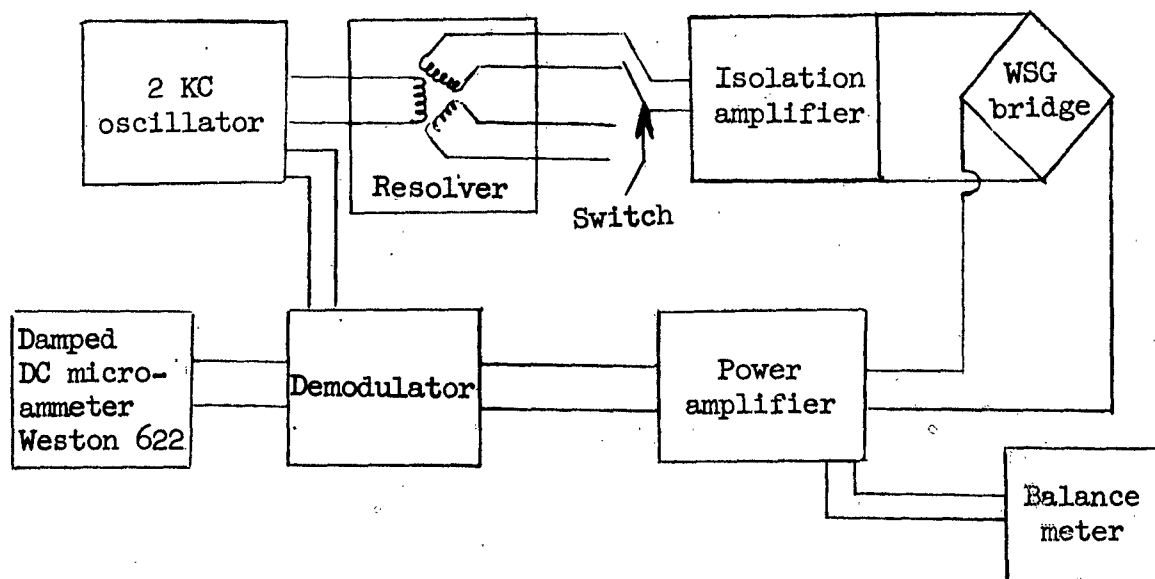 2 KC
oscillator
Resolver
Switch
Isolation
amplifier
WSG
bridge
Damped
DC micro-
ammeter
Weston 622
Demodulator
Power
amplifier
Balance
meter